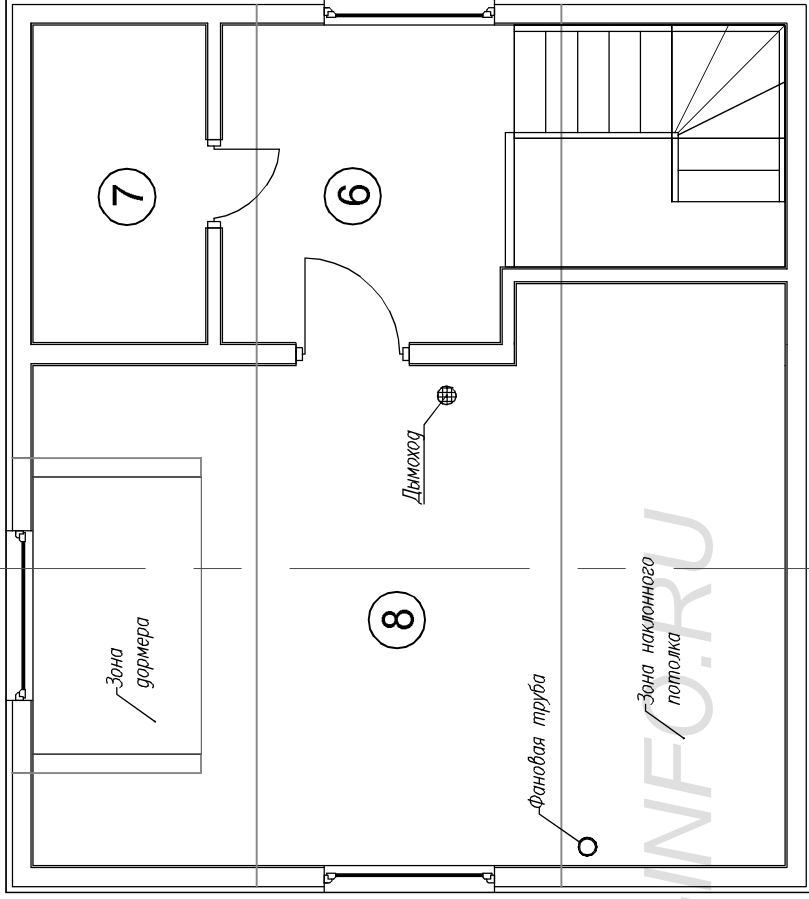 7
6
Дымоход
8
Зона
дормера
Фановая труба
Зона наклонного
потолка
INFO.RU